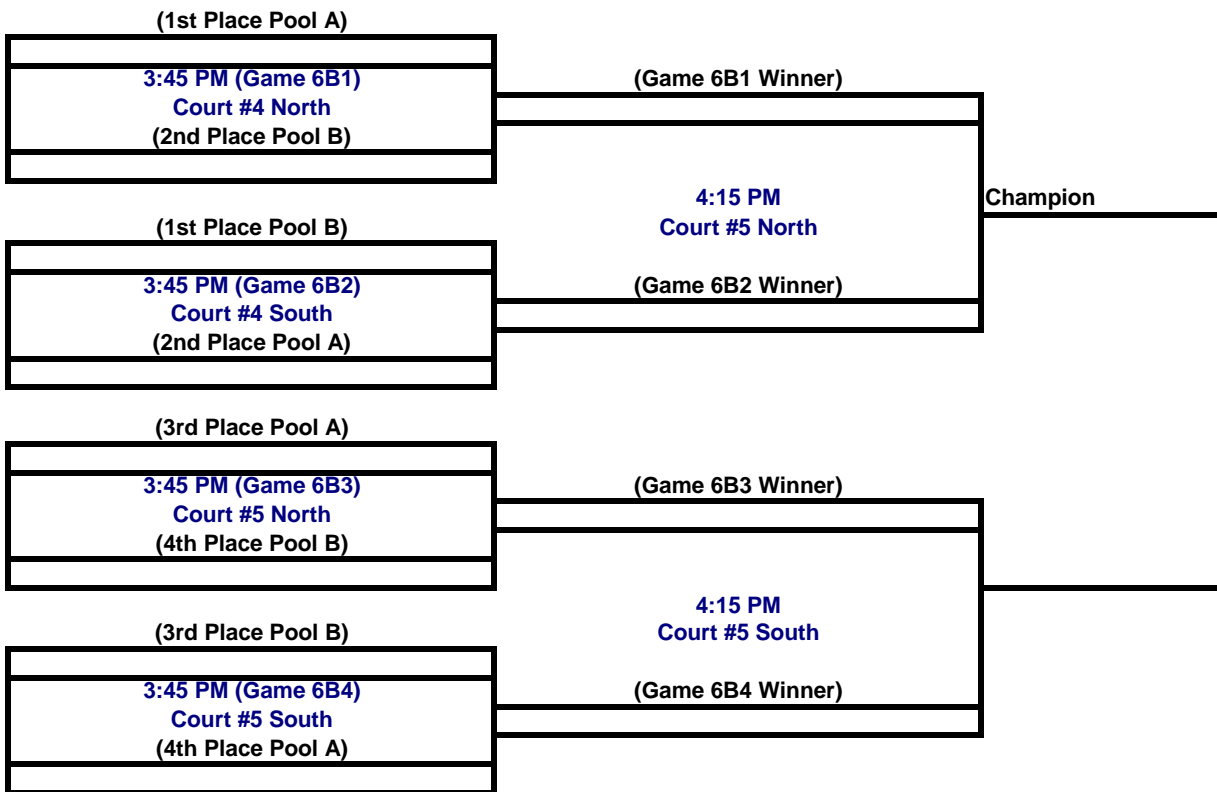 (1st Place Pool A)
3:45 PM (Game 6B1)
Court #4 North
(2nd Place Pool B)
(Game 6B1 Winner)
4:15 PM
Court #5 North
Champion
(1st Place Pool B)
3:45 PM (Game 6B2)
Court #4 South
(2nd Place Pool A)
(Game 6B2 Winner)
(3rd Place Pool A)
3:45 PM (Game 6B3)
Court #5 North
(4th Place Pool B)
(Game 6B3 Winner)
4:15 PM
Court #5 South
(3rd Place Pool B)
3:45 PM (Game 6B4)
Court #5 South
(4th Place Pool A)
(Game 6B4 Winner)